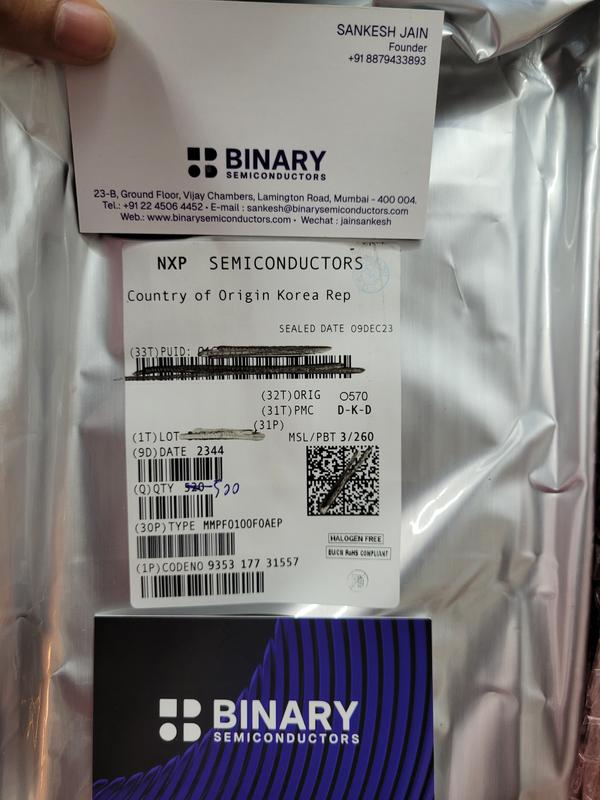 SANKESH JAIN
Founder
+91 8879433893
BINARY
SEMICONDUCTORS
23-B, Ground Floor, Vijay Chambers, Lamington Road, Mumbai - 400 004.
Tel.: +91 22 4506 4452 • E-mail : sankesh@binarysemiconductors.com
Web.: www.binarysemiconductors.com • Wechat : jainsankesh
NXP SEMICONDUCTORS
Country of Origin Korea Rep
SEALED DATE 09DEC23
(33T)PUID:
(32T)ORIG O570
(31T)PMC D-K-D
(31P)
(1T)LOT
MSL/PBT 3/260
(9D)DATE 2344
(Q)QTY 520 500
(30P)TYPE MMPF0100F0AEP
HALOGEN FREE
EU/CN RoHS COMPLIANT
(1P)CODENO 9353 177 31557
BINARY
SEMICONDUCTORS